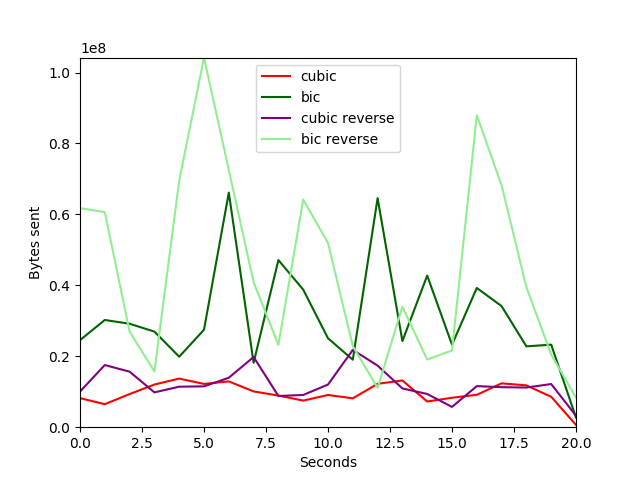 1e8
1.0
0.8
0.6
0.4
0.2
0.0
Bytes sent
cubic
bic
cubic reverse
bic reverse
0.0 2.5 5.0 7.5 10.0 12.5 15.0 17.5 20.0
Seconds